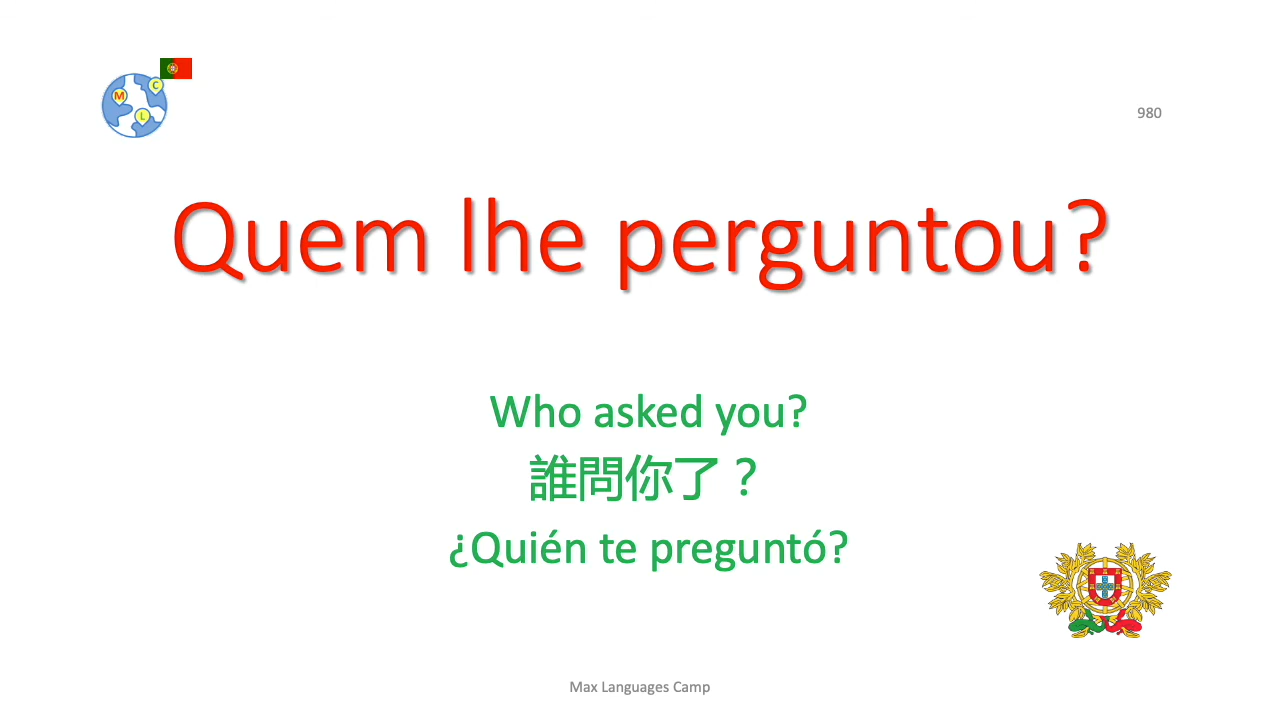 M
C
L
980
Quem lhe perguntou?
Who asked you?
誰問你了？
¿Quién te preguntó?
Max Languages Camp